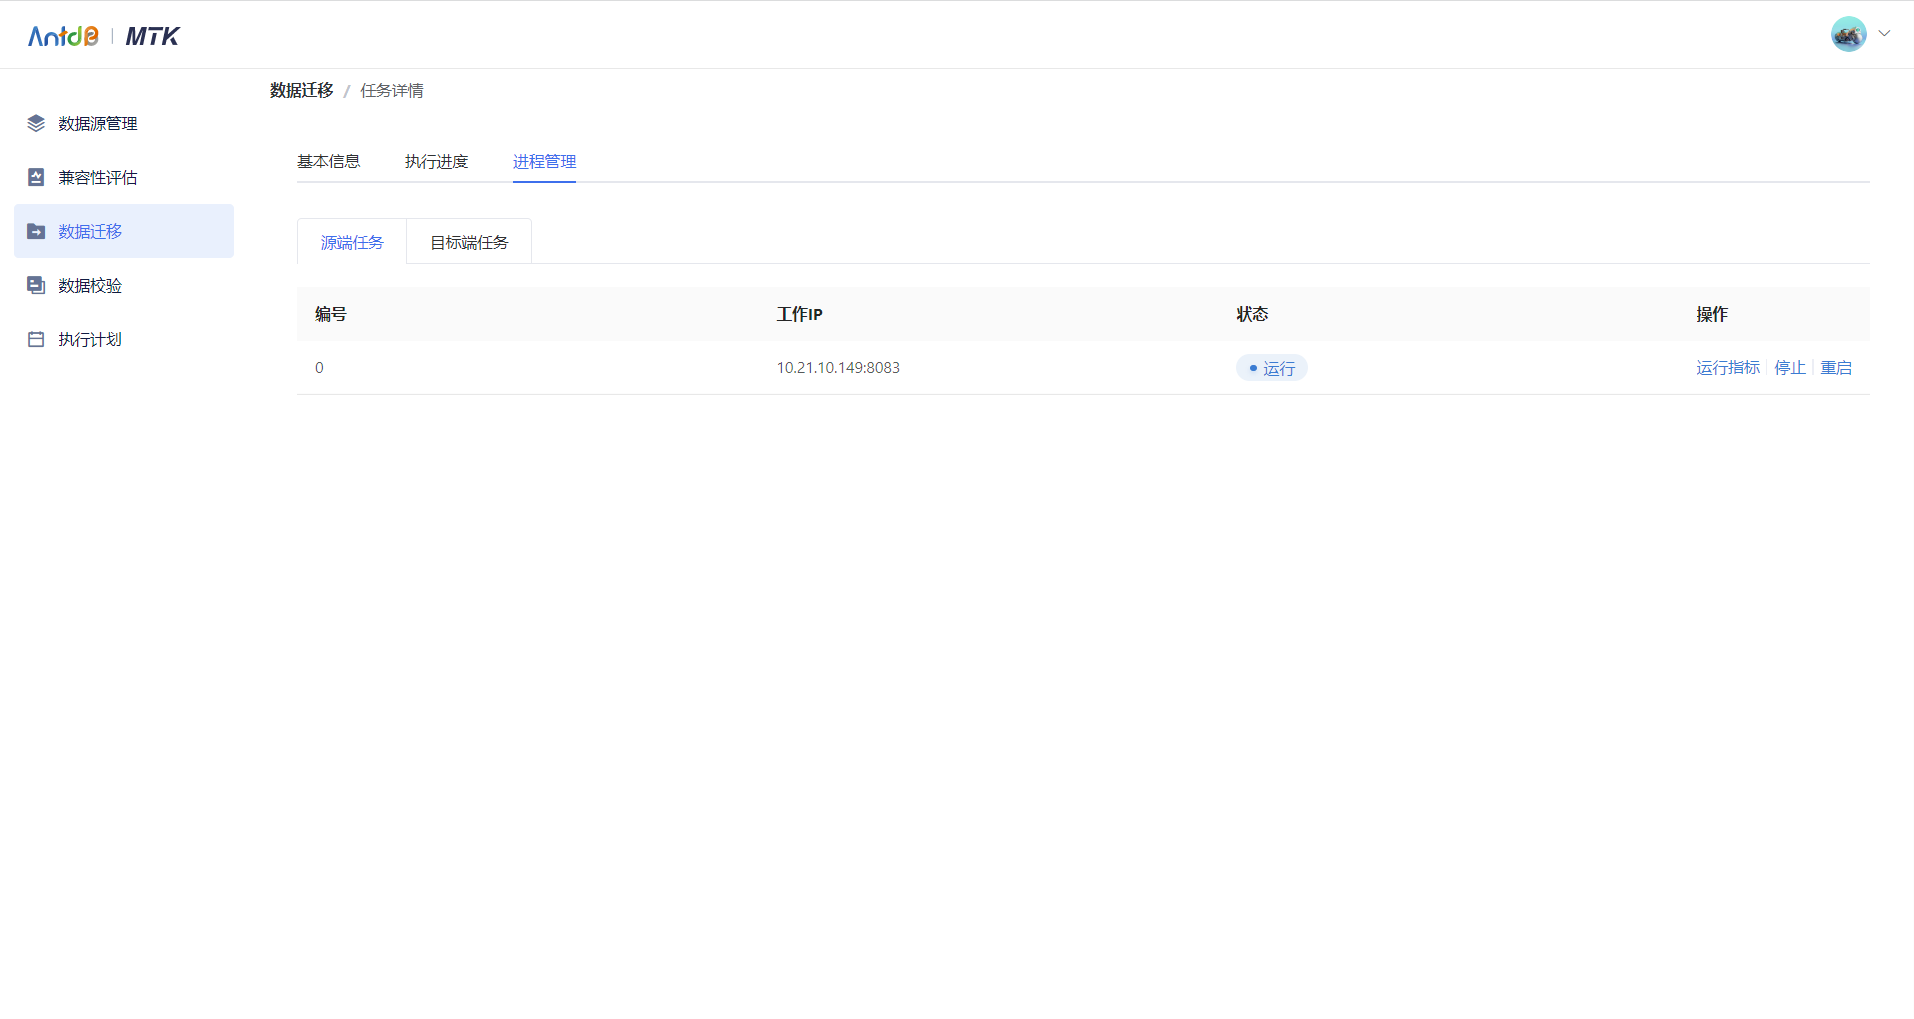 AntdB | MTK
数据迁移 / 任务详情
数据源管理
兼容性评估
数据迁移
数据校验
执行计划
基本信息 执行进度 进程管理
源端任务 目标端任务
编号 工作IP 状态 操作
0 10.21.10.149:8083 运行 运行指标 停止 重启